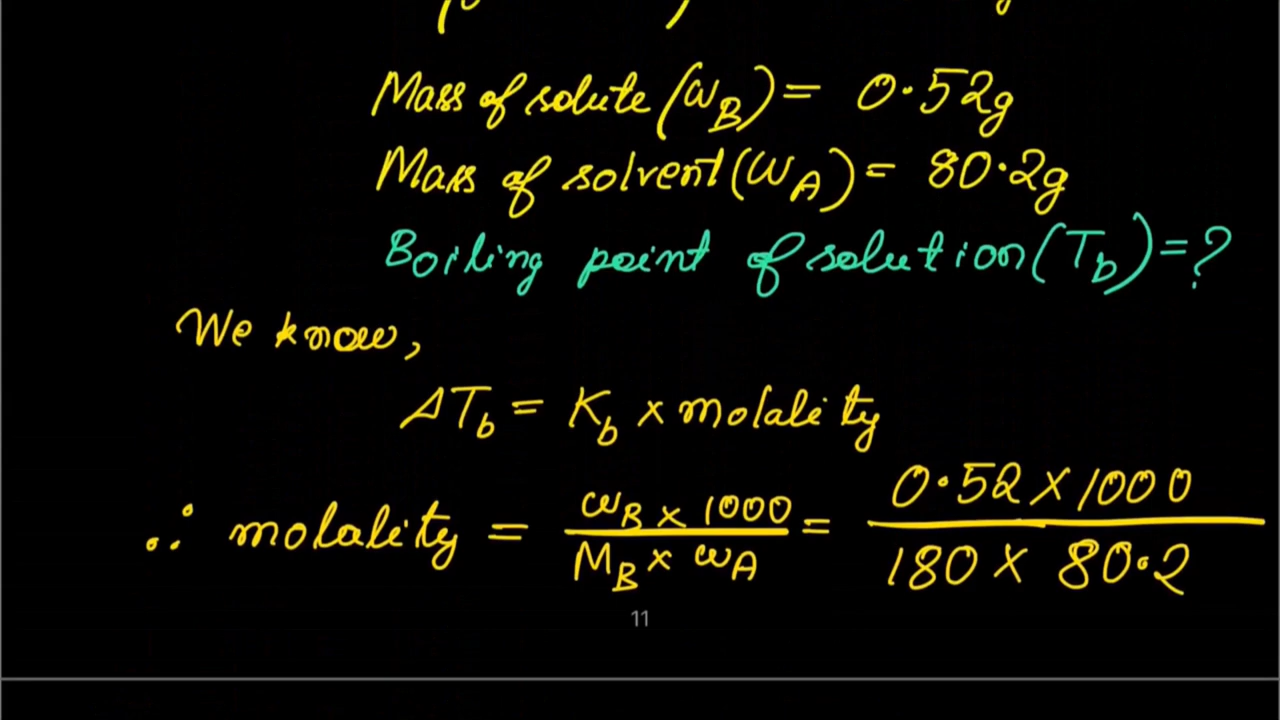 Mass of solute (W_B) = 0.52g
Mass of solvent (W_A) = 80.2g
Boiling point of solution (T_b) = ?
We know,
ΔT_b = K_b × molality
∴ molality = (W_B × 1000)/(M_B × W_A) = (0.52 × 1000)/(180 × 80.2)
11